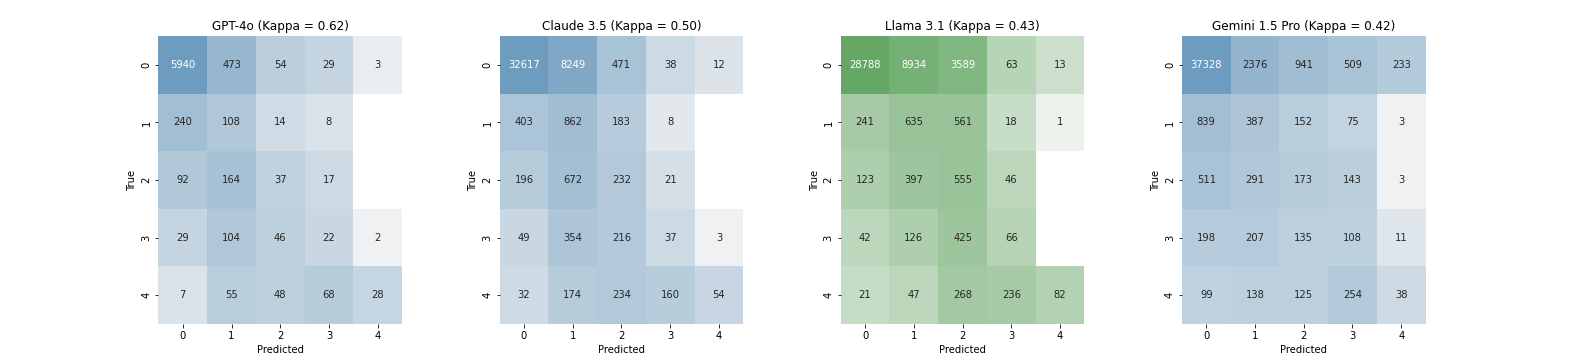 GPT-4o (Kappa = 0.62)
True
0 5940 473 54 29 3
1 240 108 14 8
2 92 164 37 17
3 29 104 46 22 2
4 7 55 48 68 28
0 1 2 3 4
Predicted
Claude 3.5 (Kappa = 0.50)
True
0 32617 8249 471 38 12
1 403 862 183 8
2 196 672 232 21
3 49 354 216 37 3
4 32 174 234 160 54
0 1 2 3 4
Predicted
Llama 3.1 (Kappa = 0.43)
True
0 28788 8934 3589 63 13
1 241 635 561 18 1
2 123 397 555 46
3 42 126 425 66
4 21 47 268 236 82
0 1 2 3 4
Predicted
Gemini 1.5 Pro (Kappa = 0.42)
True
0 37328 2376 941 509 233
1 839 387 152 75 3
2 511 291 173 143 3
3 198 207 135 108 11
4 99 138 125 254 38
0 1 2 3 4
Predicted